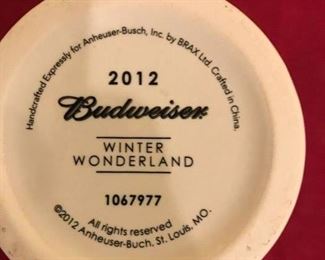 Handcrafted Expressly for Anheuser-Busch, Inc. by BRAX Ltd. Crafted in China.
2012
Budweiser
WINTER
WONDERLAND
1067977
All rights reserved
©2012 Anheuser-Buch, St. Louis, MO.